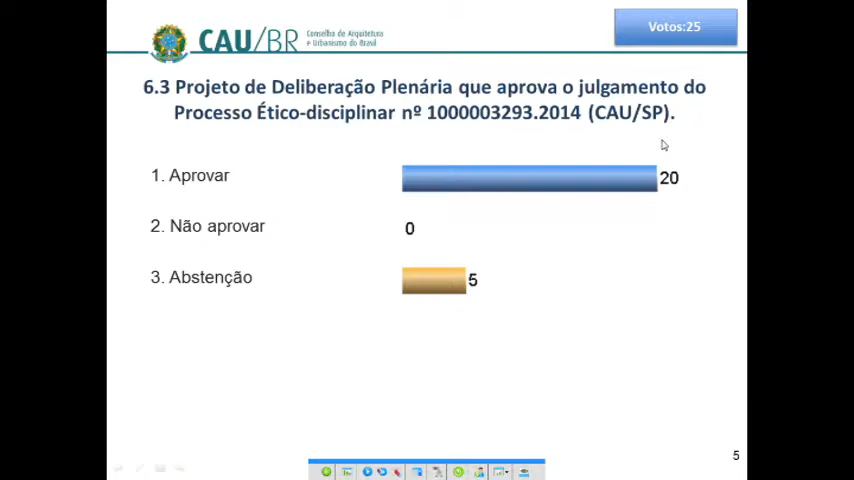 CAU/BR
Conselho de Arquitetura
e Urbanismo do Brasil
Votos:25
6.3 Projeto de Deliberação Plenária que aprova o julgamento do
Processo Ético-disciplinar nº 1000003293.2014 (CAU/SP).
1. Aprovar
20
2. Não aprovar
0
3. Abstenção
5
5